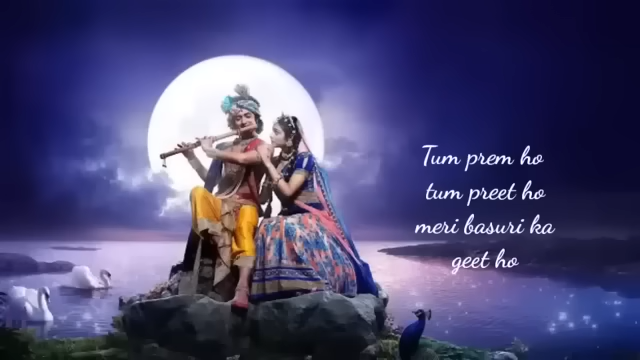 Tum prem ho
tum preet ho
meri basuri ka
geet ho